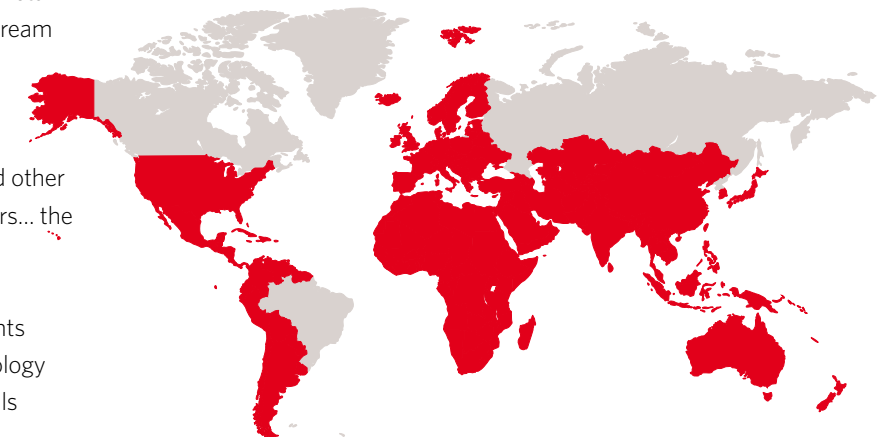 ream
d other
rs... the
nts
ology
ls